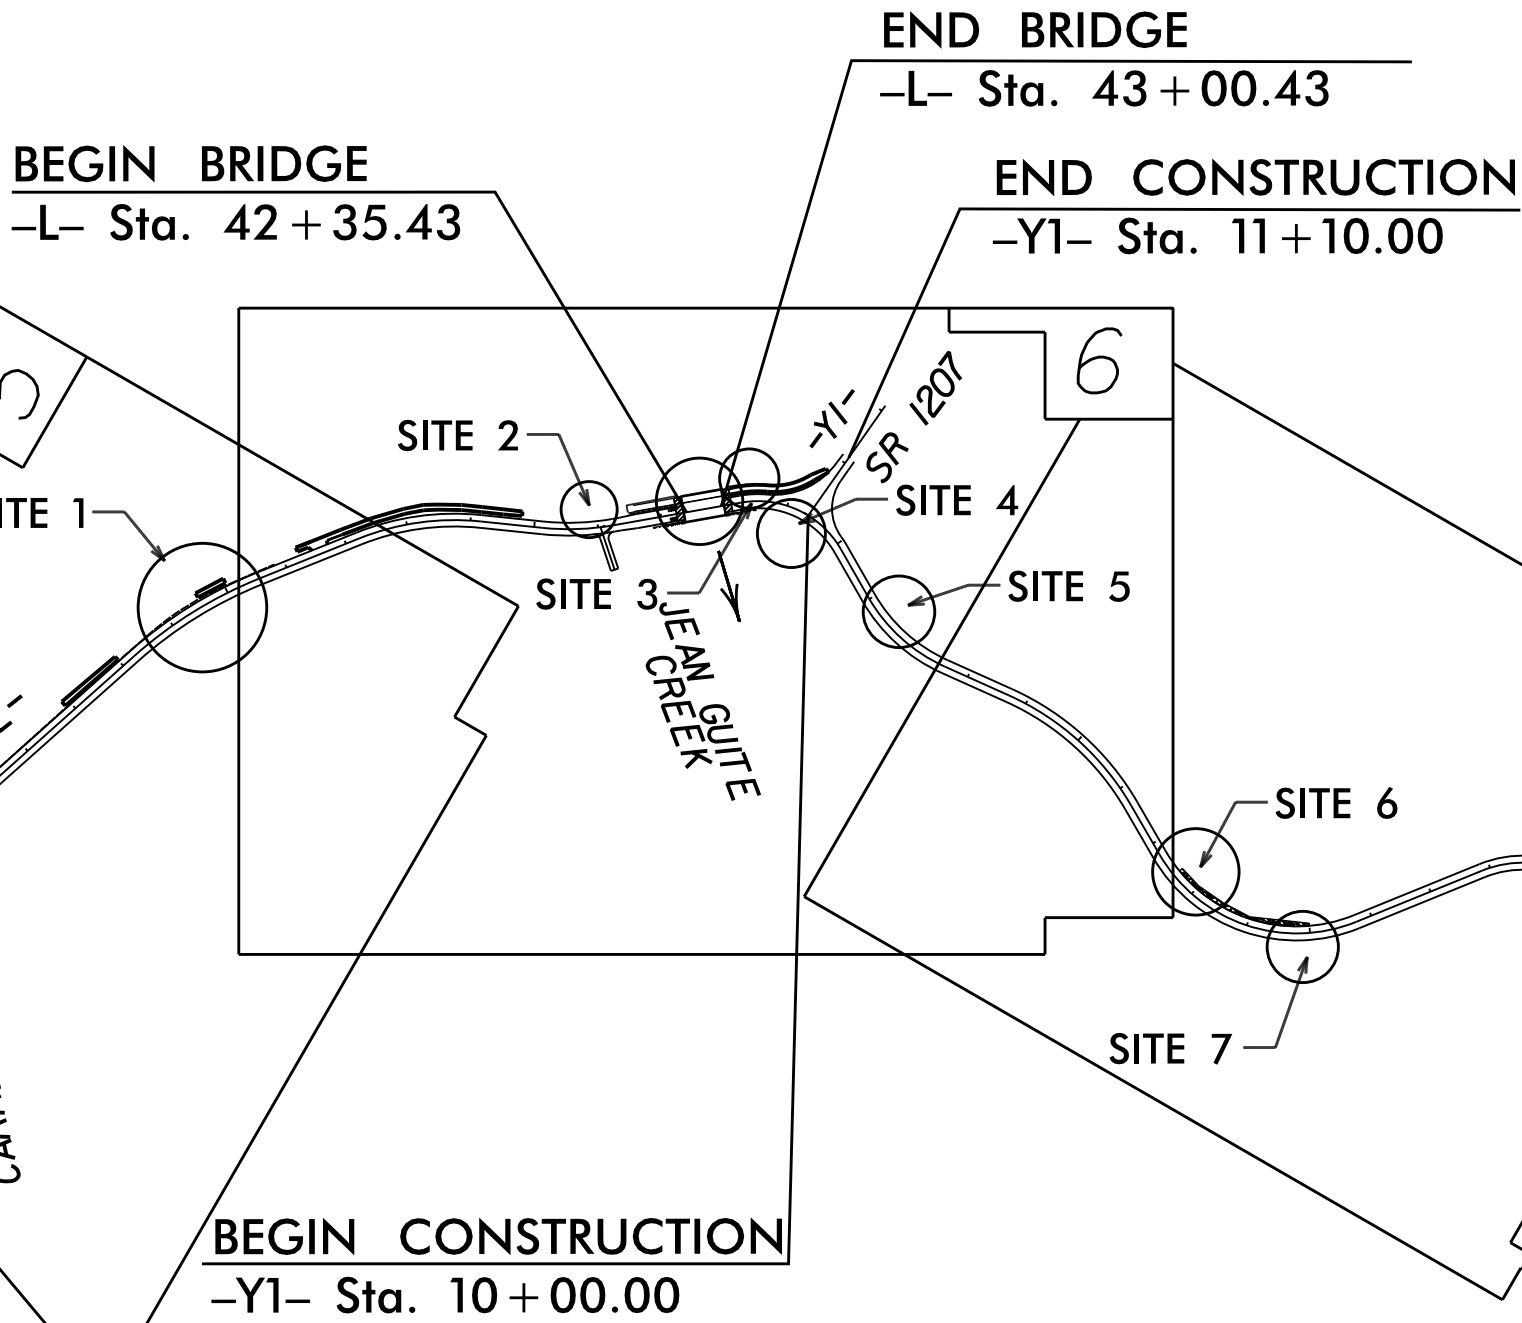 END BRIDGE
–L– Sta. 43+00.43
BEGIN BRIDGE
–L– Sta. 42+35.43
END CONSTRUCTION
–Y1– Sta. 11+10.00
6
-Y1-
SR 1207
SITE 2
SITE 1
SITE 4
SITE 3
SITE 5
JEAN GUITE
CREEK
SITE 6
SITE 7
BEGIN CONSTRUCTION
–Y1– Sta. 10+00.00